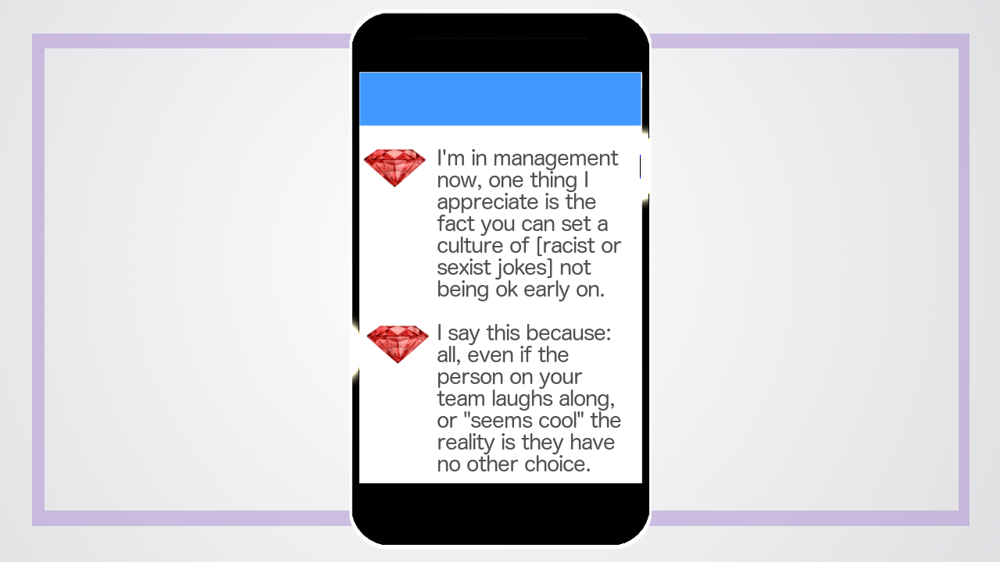 I'm in management
now, one thing I
appreciate is the
fact you can set a
culture of [racist or
sexist jokes] not
being ok early on.
I say this because:
all, even if the
person on your
team laughs along,
or "seems cool" the
reality is they have
no other choice.